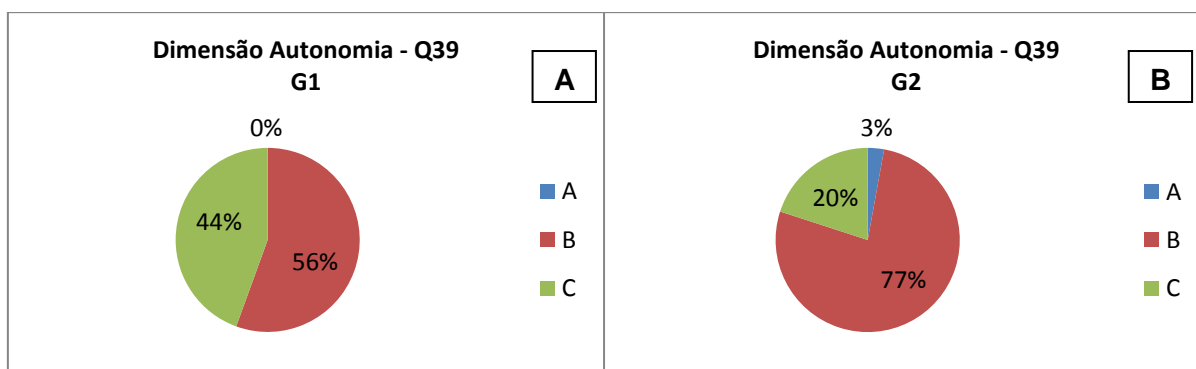 Dimensão Autonomia - Q39
G1
A
0%
44%
56%
A
B
C
Dimensão Autonomia - Q39
G2
B
3%
20%
77%
A
B
C